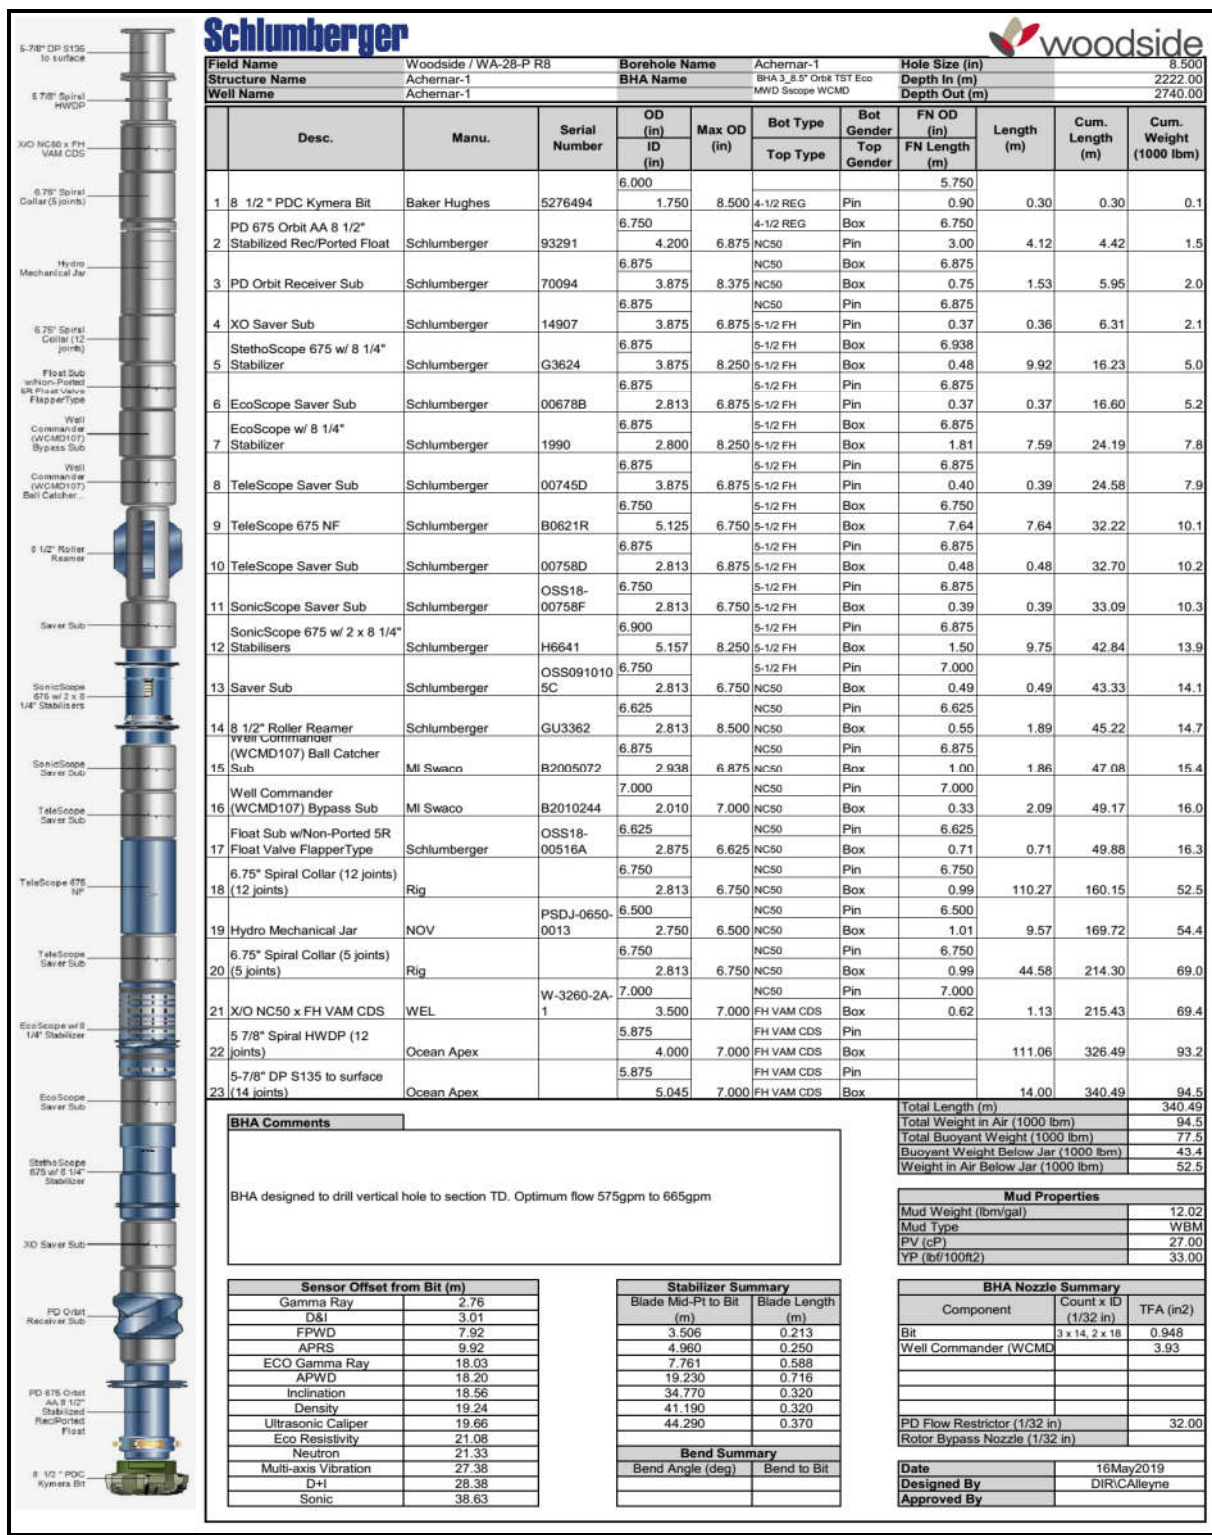 Schlumberger
woodside
Field Name Woodside / WA-28-P R8 Borehole Name Achernar-1 Hole Size (in) 8.500
Structure Name Achernar-1 BHA Name BHA 3_8.5" Orbit TST Eco MWD Sscope WCMD Depth In (m) 2222.00
Well Name Achernar-1 Depth Out (m) 2740.00
Desc. Manu. Serial Number OD (in) ID (in) Max OD (in) Bot Type Top Type Bot Gender Top Gender FN OD (in) FN Length (m) Length (m) Cum. Length (m) Cum. Weight (1000 lbm)
6.000 5.750
1 8 1/2 " PDC Kymera Bit Baker Hughes 5276494 1.750 8.500 4-1/2 REG Pin 0.90 0.30 0.30 0.1
PD 675 Orbit AA 8 1/2" 6.750 4-1/2 REG Box 6.750
2 Stabilized Rec/Ported Float Schlumberger 93291 4.200 6.875 NC50 Pin 3.00 4.12 4.42 1.5
6.875 NC50 Box 6.875
3 PD Orbit Receiver Sub Schlumberger 70094 3.875 8.375 NC50 Box 0.75 1.53 5.95 2.0
6.875 NC50 Pin 6.875
4 XO Saver Sub Schlumberger 14907 3.875 6.875 5-1/2 FH Pin 0.37 0.36 6.31 2.1
StethoScope 675 w/ 8 1/4" 6.875 5-1/2 FH Box 6.938
5 Stabilizer Schlumberger G3624 3.875 8.250 5-1/2 FH Box 0.48 9.92 16.23 5.0
6.875 5-1/2 FH Pin 6.875
6 EcoScope Saver Sub Schlumberger 00678B 2.813 6.875 5-1/2 FH Pin 0.37 0.37 16.60 5.2
EcoScope w/ 8 1/4" 6.875 5-1/2 FH Box 6.875
7 Stabilizer Schlumberger 1990 2.800 8.250 5-1/2 FH Box 1.81 7.59 24.19 7.8
6.875 5-1/2 FH Pin 6.875
8 TeleScope Saver Sub Schlumberger 00745D 3.875 6.875 5-1/2 FH Pin 0.40 0.39 24.58 7.9
6.750 5-1/2 FH Box 6.750
9 TeleScope 675 NF Schlumberger B0621R 5.125 6.750 5-1/2 FH Box 7.64 7.64 32.22 10.1
6.875 5-1/2 FH Pin 6.875
10 TeleScope Saver Sub Schlumberger 00758D 2.813 6.875 5-1/2 FH Box 0.48 0.48 32.70 10.2
OSS18- 6.750 5-1/2 FH Pin 6.875
11 SonicScope Saver Sub Schlumberger 00758F 2.813 6.750 5-1/2 FH Box 0.39 0.39 33.09 10.3
SonicScope 675 w/ 2 x 8 1/4" 6.900 5-1/2 FH Pin 6.875
12 Stabilisers Schlumberger H6641 5.157 8.250 5-1/2 FH Box 1.50 9.75 42.84 13.9
OSS091010 6.750 5-1/2 FH Pin 7.000
13 Saver Sub Schlumberger 5C 2.813 6.750 NC50 Box 0.49 0.49 43.33 14.1
6.625 NC50 Pin 6.625
14 8 1/2" Roller Reamer Schlumberger GU3362 2.813 8.500 NC50 Box 0.55 1.89 45.22 14.7
Well Commander
(WCMD107) Ball Catcher 6.875 NC50 Pin 6.875
15 Sub MI Swaco B2005072 2.938 6.875 NC50 Box 1.00 1.86 47.08 15.4
Well Commander 7.000 NC50 Pin 7.000
16 (WCMD107) Bypass Sub MI Swaco B2010244 2.010 7.000 NC50 Box 0.33 2.09 49.17 16.0
Float Sub w/Non-Ported 5R OSS18- 6.625 NC50 Pin 6.625
17 Float Valve FlapperType Schlumberger 00516A 2.875 6.625 NC50 Box 0.71 0.71 49.88 16.3
6.75" Spiral Collar (12 joints) 6.750 NC50 Pin 6.750
18 (12 joints) Rig 2.813 6.750 NC50 Box 0.99 110.27 160.15 52.5
PSDJ-0650- 6.500 NC50 Pin 6.500
19 Hydro Mechanical Jar NOV 0013 2.750 6.500 NC50 Box 1.01 9.57 169.72 54.4
6.75" Spiral Collar (5 joints) 6.750 NC50 Pin 6.750
20 (5 joints) Rig 2.813 6.750 NC50 Box 0.99 44.58 214.30 69.0
W-3260-2A- 7.000 NC50 Pin 7.000
21 X/O NC50 x FH VAM CDS WEL 1 3.500 7.000 FH VAM CDS Box 0.62 1.13 215.43 69.4
5 7/8" Spiral HWDP (12 5.875 FH VAM CDS Pin
22 joints) Ocean Apex 4.000 7.000 FH VAM CDS Box 111.06 326.49 93.2
5-7/8" DP S135 to surface 5.875 FH VAM CDS Pin
23 (14 joints) Ocean Apex 5.045 7.000 FH VAM CDS Box 14.00 340.49 94.5
Total Length (m) 340.49
Total Weight in Air (1000 lbm) 94.5
Total Buoyant Weight (1000 lbm) 77.5
Buoyant Weight Below Jar (1000 lbm) 43.4
Weight in Air Below Jar (1000 lbm) 52.5
BHA Comments
BHA designed to drill vertical hole to section TD. Optimum flow 575gpm to 665gpm
Mud Properties
Mud Weight (lbm/gal) 12.02
Mud Type WBM
PV (cP) 27.00
YP (lbf/100ft2) 33.00
Sensor Offset from Bit (m)
Gamma Ray 2.76
D&I 3.01
FPWD 7.92
APRS 9.92
ECO Gamma Ray 18.03
APWD 18.20
Inclination 18.56
Density 19.24
Ultrasonic Caliper 19.66
Eco Resistivity 21.08
Neutron 21.33
Multi-axis Vibration 27.38
D+I 28.38
Sonic 38.63
Stabilizer Summary
Blade Mid-Pt to Bit (m) Blade Length (m)
3.506 0.213
4.960 0.250
7.761 0.588
19.230 0.716
34.770 0.320
41.190 0.320
44.290 0.370
Bend Summary
Bend Angle (deg) Bend to Bit
BHA Nozzle Summary
Component Count x ID (1/32 in) TFA (in2)
Bit 3 x 14, 2 x 18 0.948
Well Commander (WCMD 3.93
PD Flow Restrictor (1/32 in) 32.00
Rotor Bypass Nozzle (1/32 in)
Date 16May2019
Designed By DIR\CAlleyne
Approved By
5-7/8" DP S135
to surface
5 7/8" Spiral
HWDP
X/O NC50 x FH
VAM CDS
6.75" Spiral
Collar (5 joints)
Hydro
Mechanical Jar
6.75" Spiral
Collar (12
joints)
Float Sub
w/Non-Ported
5R Float Valve
FlapperType
Well
Commander
(WCMD107)
Bypass Sub
Well
Commander
(WCMD107)
Ball Catcher...
8 1/2" Roller
Reamer
Saver Sub
SonicScope
675 w/ 2 x 8
1/4" Stabilisers
SonicScope
Saver Sub
TeleScope
Saver Sub
TeleScope 675
NF
TeleScope
Saver Sub
EcoScope w/ 8
1/4" Stabilizer
EcoScope
Saver Sub
StethoScope
675 w/ 8 1/4"
Stabilizer
XO Saver Sub
PD Orbit
Receiver Sub
PD 675 Orbit
AA 8 1/2"
Stabilized
Rec/Ported
Float
8 1/2 " PDC
Kymera Bit